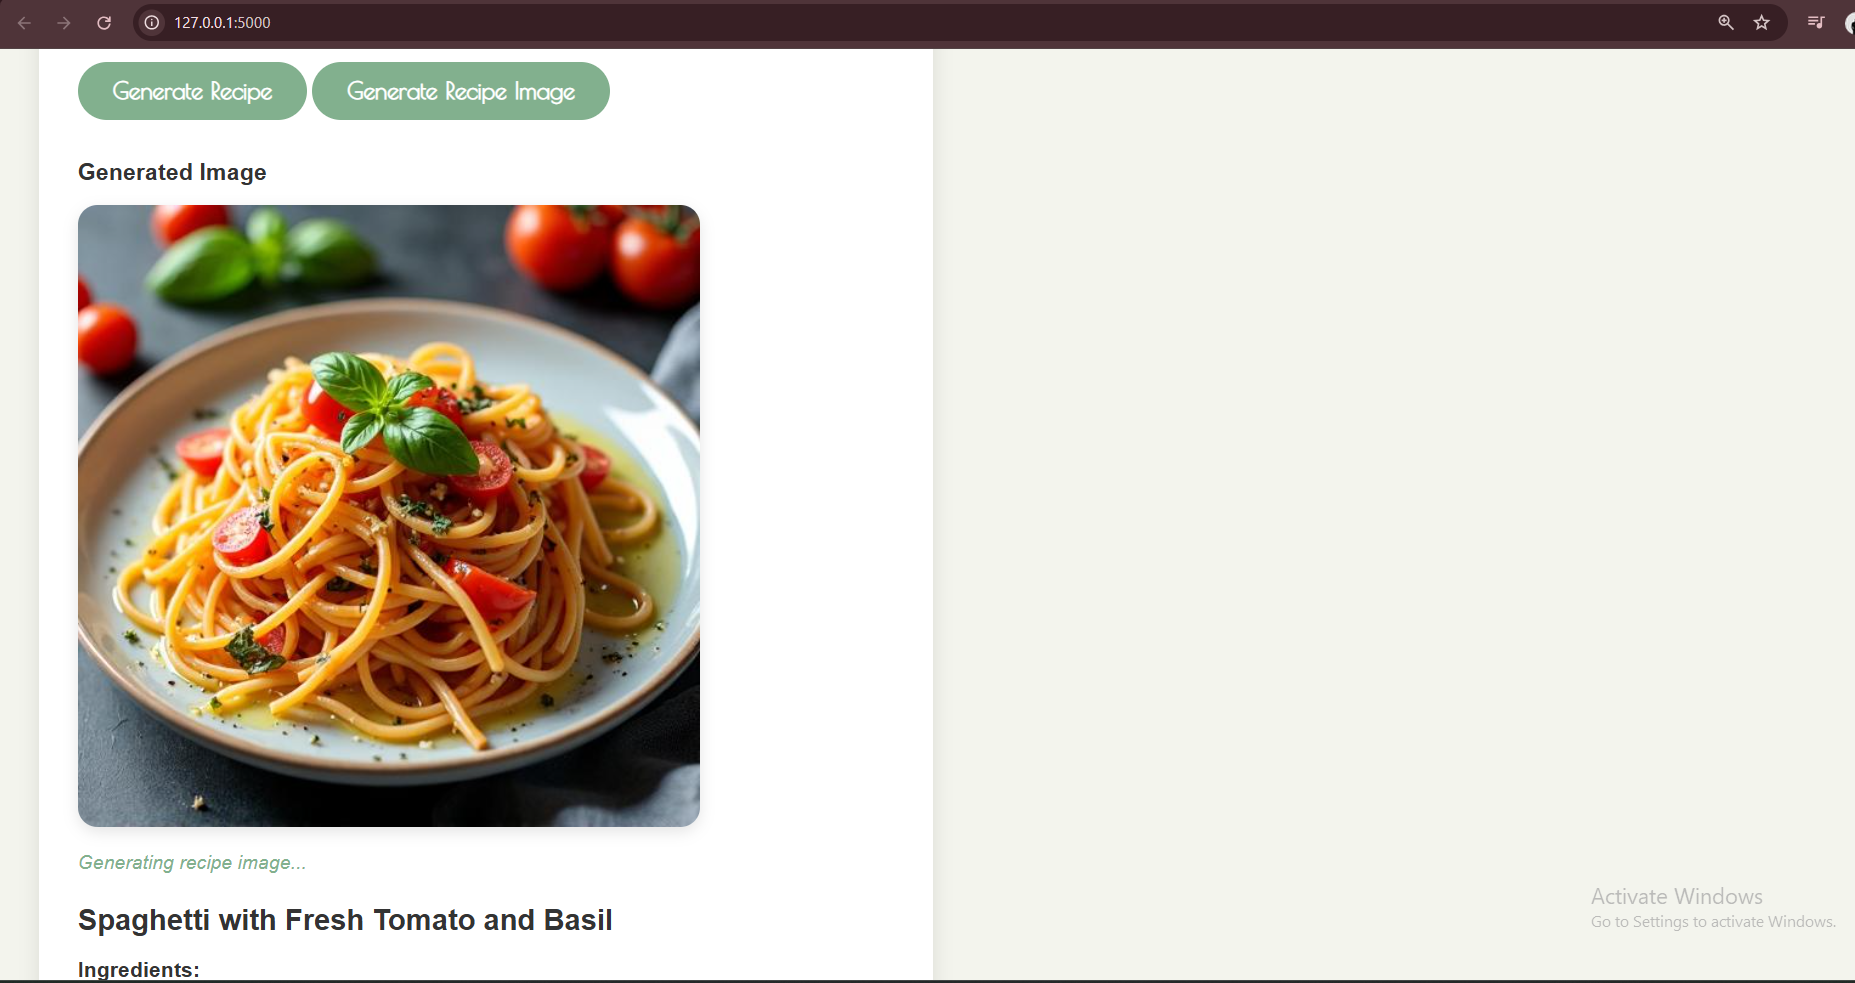 127.0.0.1:5000
Generate Recipe Generate Recipe Image
Generated Image
Generating recipe image...
Spaghetti with Fresh Tomato and Basil
Ingredients:
Activate Windows
Go to Settings to activate Windows.